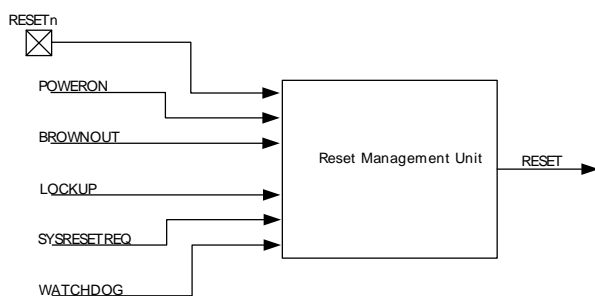 RESETn
POWERON
BROWNOUT
Reset Management Unit
RESET
LOCKUP
SYSRESETREQ
WATCHDOG